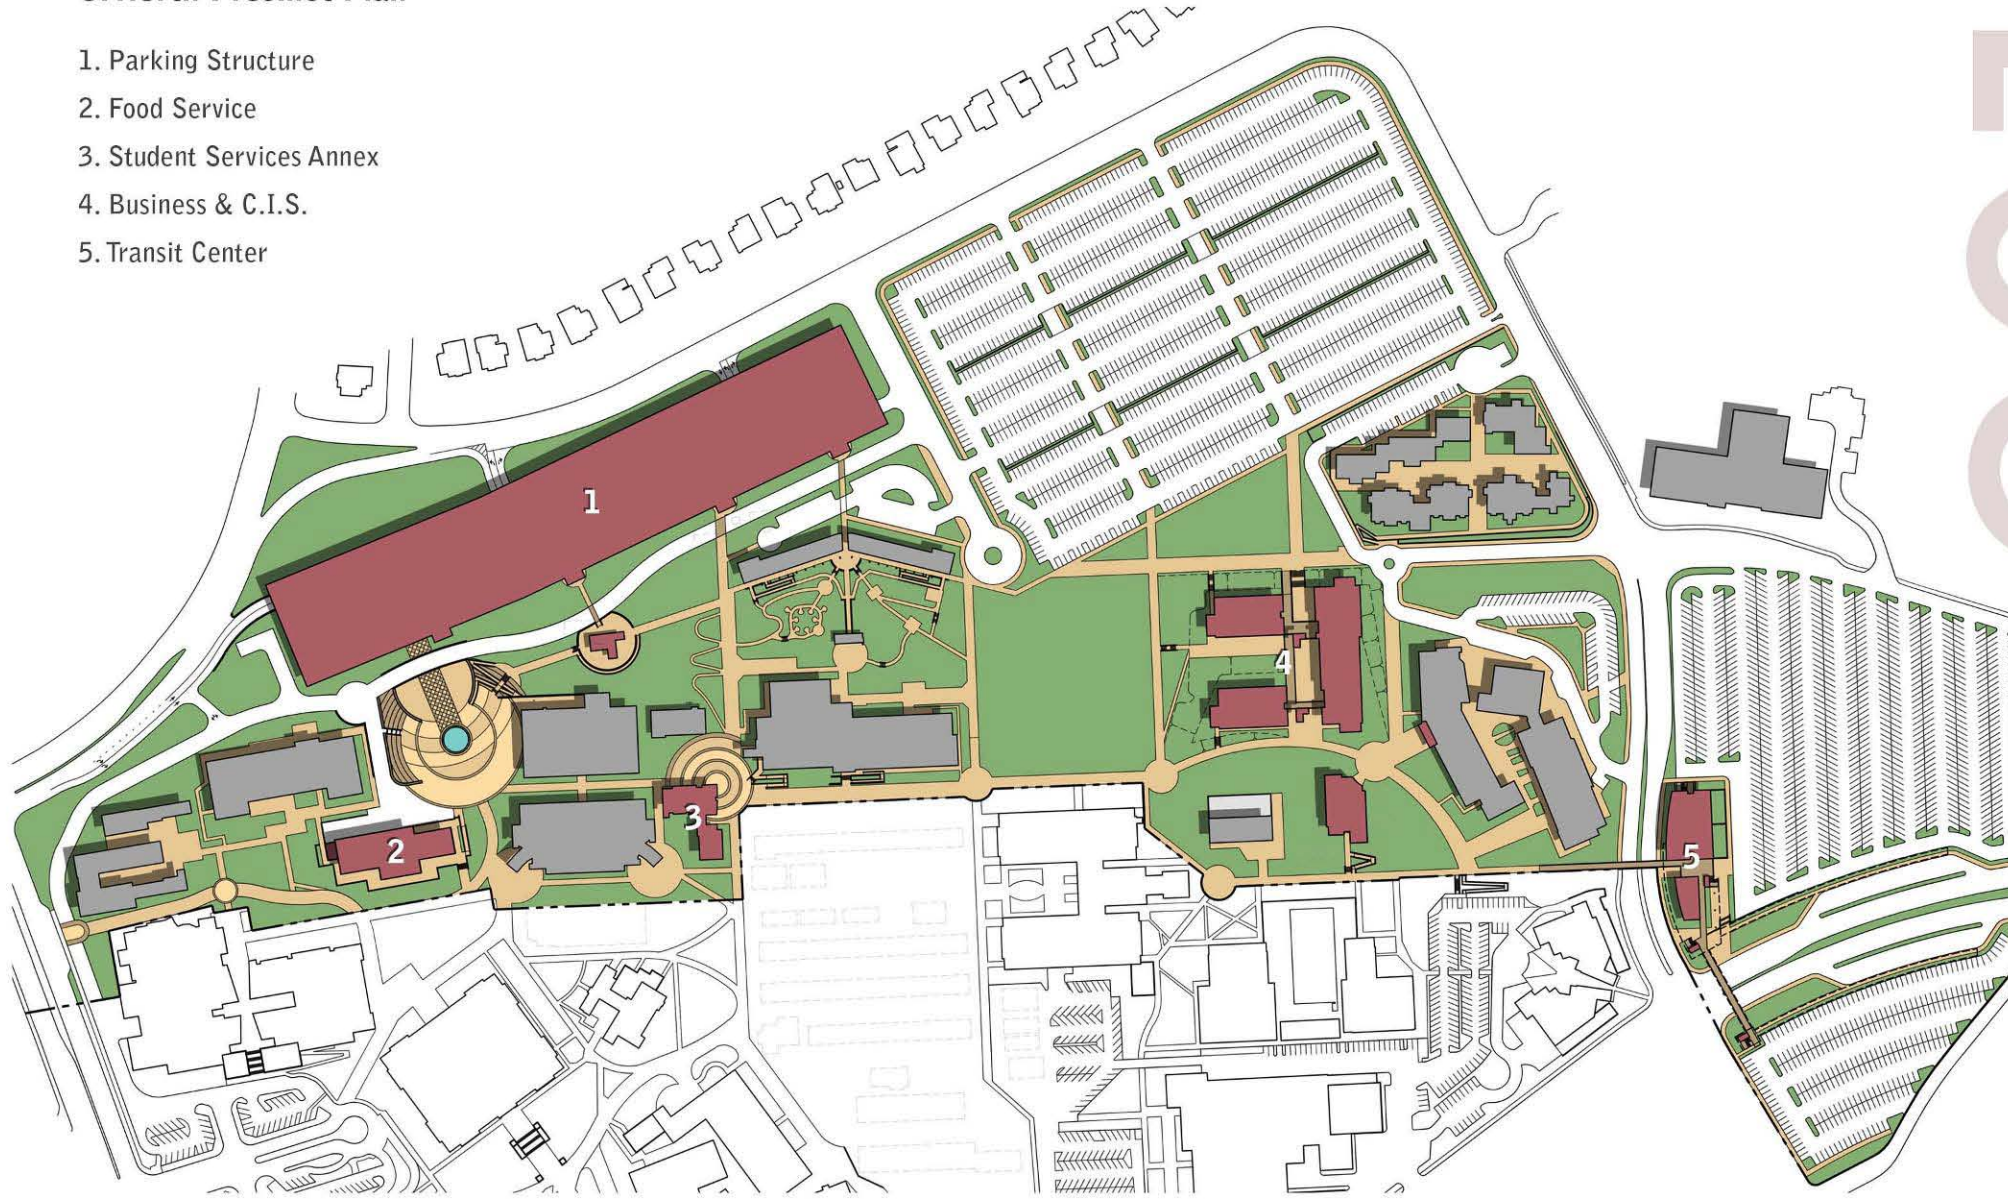 1. Parking Structure
2. Food Service
3. Student Services Annex
4. Business & C.I.S.
5. Transit Center
1
2
3
4
5